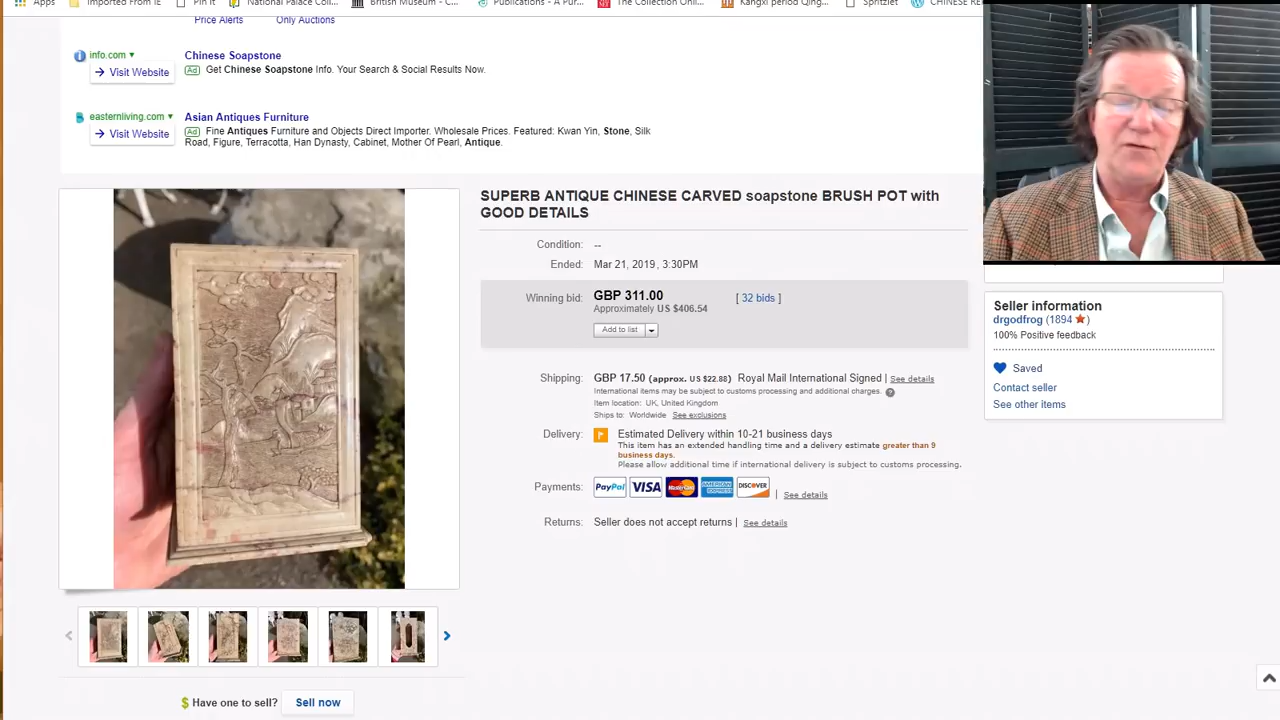 Apps
Imported From IE
Pin It
National Palace Coll...
British Museum - C...
Publications - A Pur...
The Collection Onl...
Kangxi period Qing...
Spritzlet
CHINESE RE
Price Alerts
Only Auctions
info.com
Chinese Soapstone
Visit Website
Ad Get Chinese Soapstone Info. Your Search & Social Results Now.
easternliving.com
Asian Antiques Furniture
Visit Website
Ad Fine Antiques Furniture and Objects Direct Importer. Wholesale Prices. Featured: Kwan Yin, Stone, Silk
Road, Figure, Terracotta, Han Dynasty, Cabinet, Mother Of Pearl, Antique.
SUPERB ANTIQUE CHINESE CARVED soapstone BRUSH POT with
GOOD DETAILS
Condition: --
Ended: Mar 21, 2019 , 3:30PM
Winning bid: GBP 311.00 [ 32 bids ]
Approximately US $406.54
Add to list
Shipping: GBP 17.50 (approx. US $22.88) Royal Mail International Signed | See details
International items may be subject to customs processing and additional charges.
Item location: UK, United Kingdom
Ships to: Worldwide See exclusions
Delivery: Estimated Delivery within 10-21 business days
This item has an extended handling time and a delivery estimate greater than 9
business days.
Please allow additional time if international delivery is subject to customs processing.
Payments: PayPal VISA MasterCard AMERICAN EXPRESS DISCOVER | See details
Returns: Seller does not accept returns | See details
Seller information
drgodfrog (1894 )
100% Positive feedback
Saved
Contact seller
See other items
$ Have one to sell? Sell now